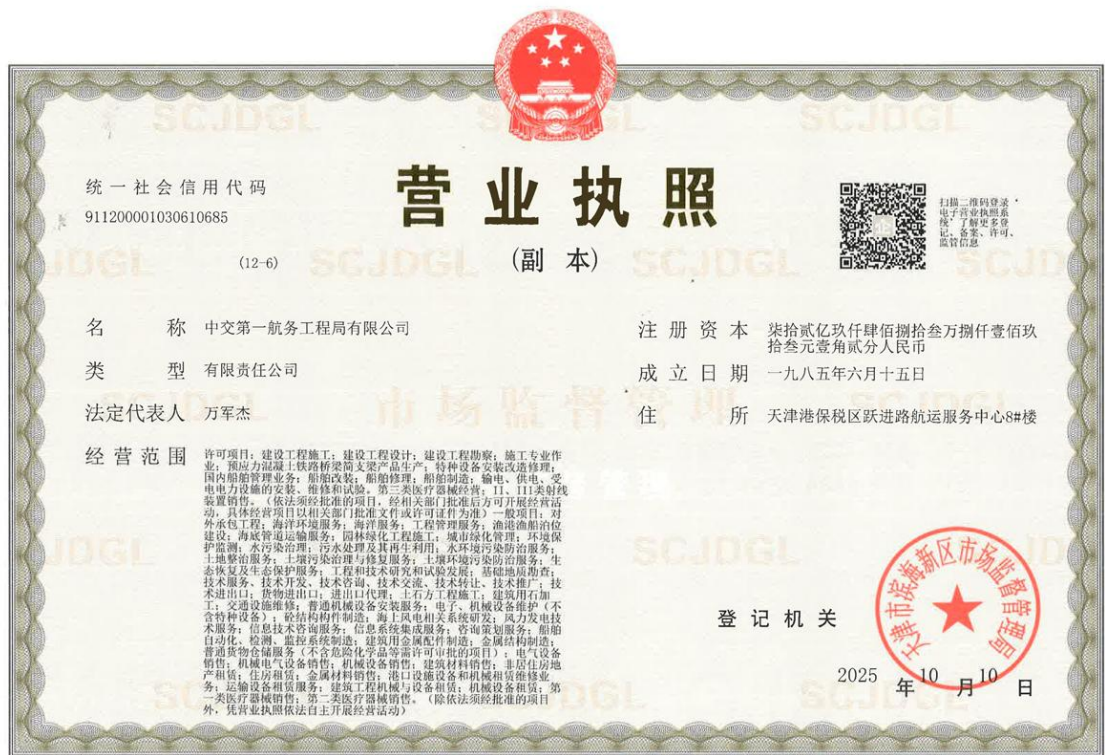 统一社会信用代码
911200001030610685
(12-6)
营业执照
(副 本)
扫描二维码登录‘
电子营业执照系
统’了解更多登
记、备案、许可、
监管信息
名 称 中交第一航务工程局有限公司
类 型 有限责任公司
法定代表人 万军杰
经营范围 许可项目：建设工程施工；建设工程设计；建设工程勘察；施工专业作
业；预应力混凝土铁路桥梁简支梁产品生产；特种设备安装改造修理；
国内船舶管理业务；船舶改装；船舶修理；船舶制造；输电、供电、受
电电力设施的安装、维修和试验。第三类医疗器械经营；II、III类射线
装置销售。（依法须经批准的项目，经相关部门批准后方可开展经营活
动，具体经营项目以相关部门批准文件或许可证件为准）一般项目：对
外承包工程；海洋环境服务；海洋服务；工程管理服务；渔港渔船泊位
建设；海底管道运输服务；园林绿化工程施工；城市绿化管理；环境保
护监测；水污染治理；污水处理及其再生利用；水环境污染防治服务；
土地整治服务；土壤污染治理与修复服务；土壤环境污染防治服务；生
态恢复及生态保护服务；工程和技术研究和试验发展；基础地质勘查；
技术服务、技术开发、技术咨询、技术交流、技术转让、技术推广；技
术进出口；货物进出口；进出口代理；土石方工程施工；建筑用石加
工；交通设施维修；普通机械设备安装服务；电子、机械设备维护（不
含特种设备）；砼结构构件制造；海上风电相关系统研发；风力发电技
术服务；信息技术咨询服务；信息系统集成服务；咨询策划服务；船舶
自动化、检测、监控系统制造；建筑用金属配件制造；金属结构制造；
普通货物仓储服务（不含危险化学品等需许可审批的项目）；电气设备
销售；机械电气设备销售；机械设备销售；建筑材料销售；非居住房地
产租赁；住房租赁；金属材料销售；港口设施设备和机械租赁维修业
务；运输设备租赁服务；建筑工程机械与设备租赁；机械设备租赁；第
一类医疗器械销售；第二类医疗器械销售。（除依法须经批准的项目
外，凭营业执照依法自主开展经营活动）
注册资本 柒拾贰亿玖仟肆佰捌拾叁万捌仟壹佰玖
拾叁元壹角贰分人民币
成立日期 一九八五年六月十五日
住 所 天津港保税区跃进路航运服务中心8#楼
登记机关
天津市滨海新区市场监督管理局
2025 年 10 月 10 日
SCJDGL
市场监督管理